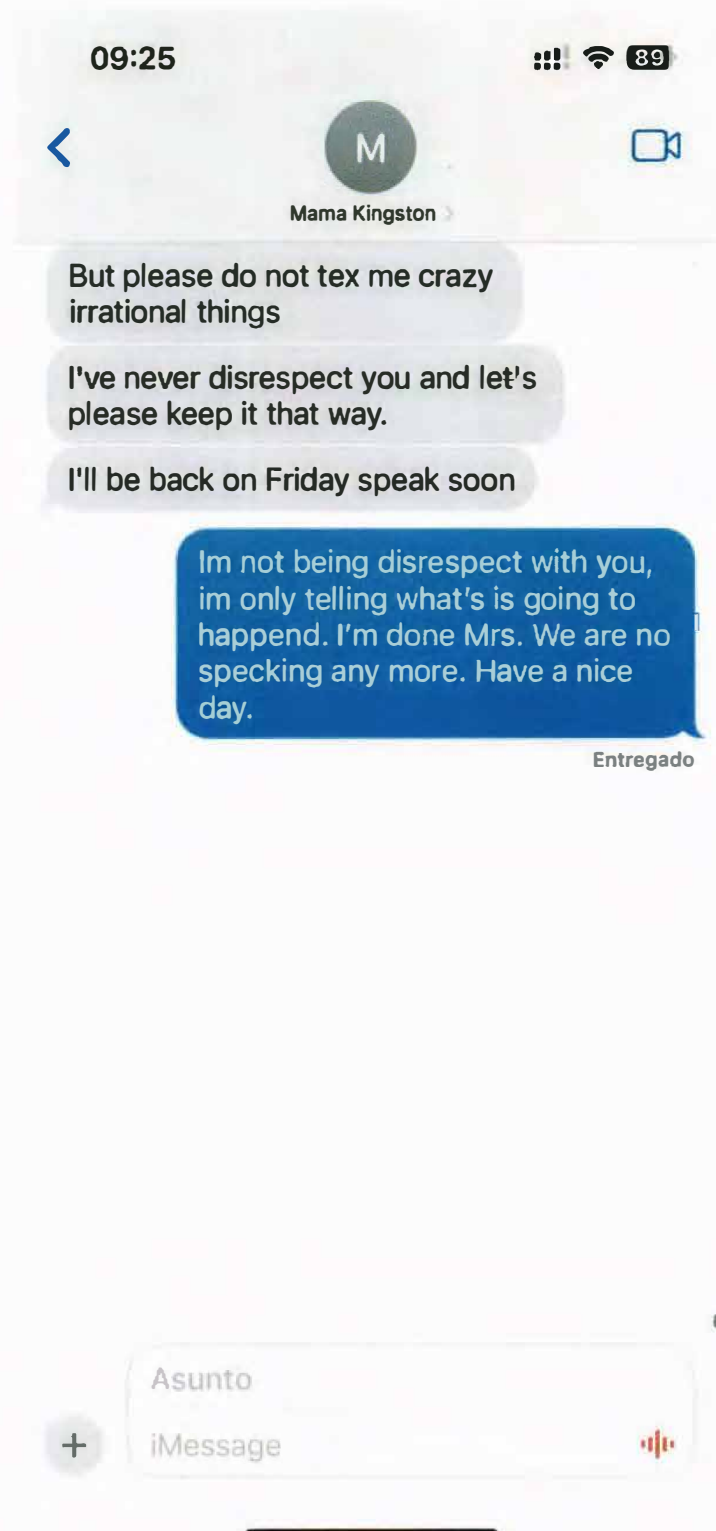 09:25
89
M
Mama Kingston
But please do not tex me crazy
irrational things
I've never disrespect you and let's
please keep it that way.
I'll be back on Friday speak soon
Im not being disrespect with you,
im only telling what's is going to
happend. I'm done Mrs. We are no
specking any more. Have a nice
day.
Entregado
Asunto
iMessage